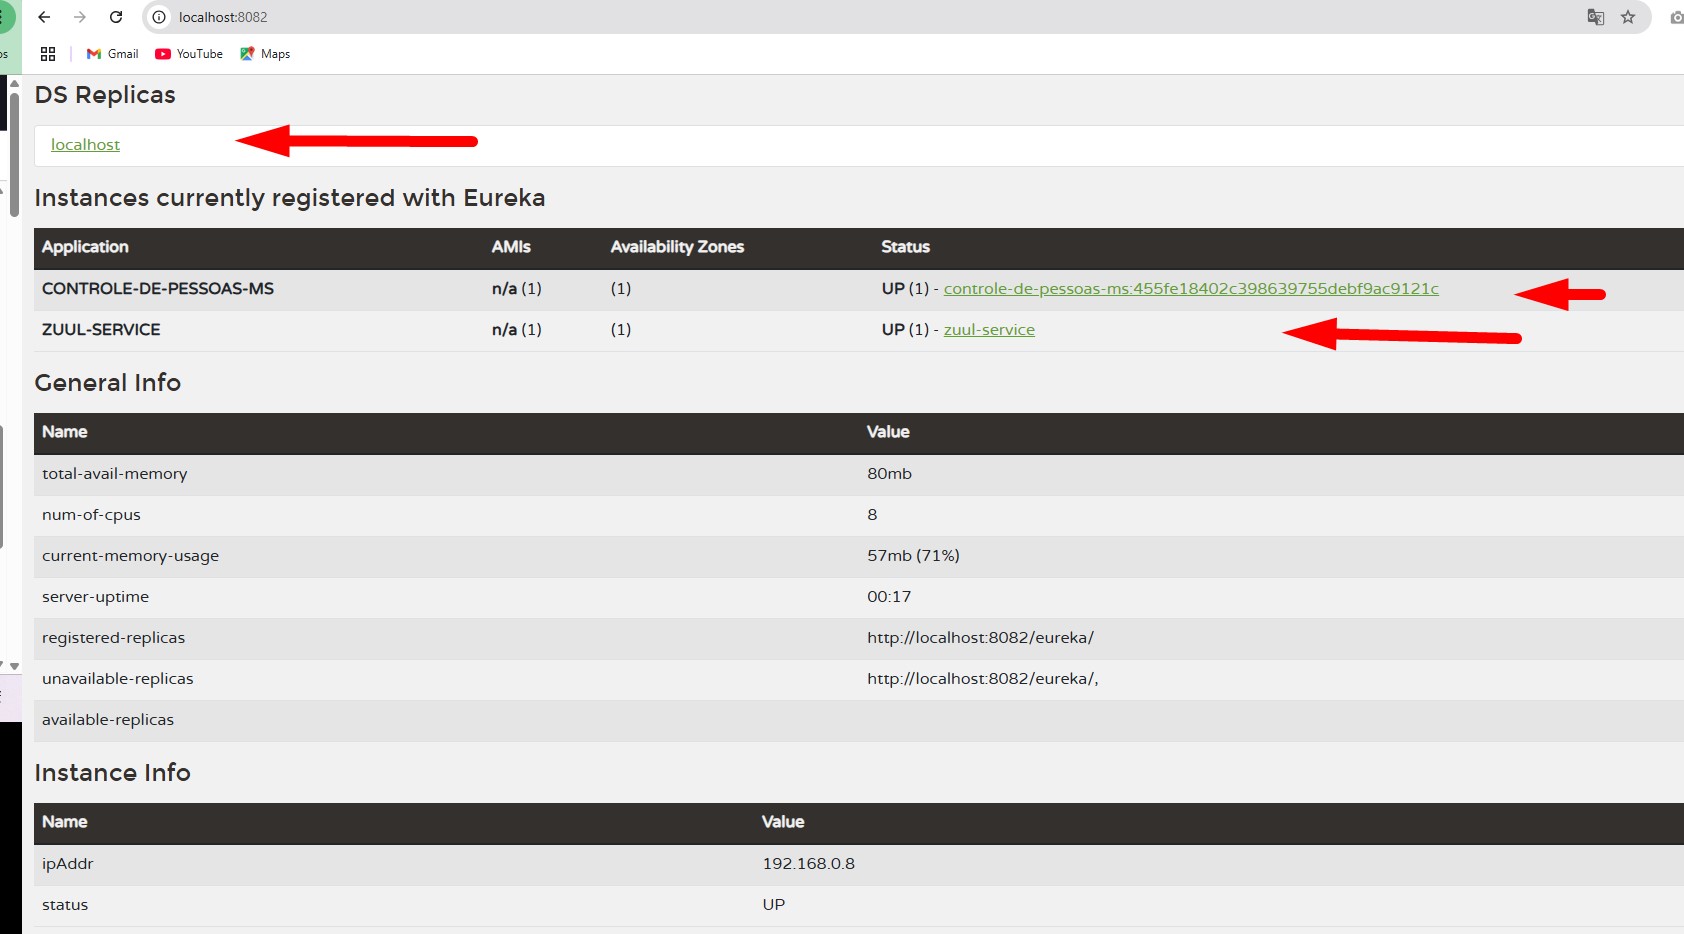 localhost:8082
Gmail YouTube Maps
DS Replicas
localhost
Instances currently registered with Eureka
Application AMIs Availability Zones Status
CONTROLE-DE-PESSOAS-MS n/a (1) (1) UP (1) - controle-de-pessoas-ms:455fe18402c398639755debf9ac9121c
ZUUL-SERVICE n/a (1) (1) UP (1) - zuul-service
General Info
Name Value
total-avail-memory 80mb
num-of-cpus 8
current-memory-usage 57mb (71%)
server-uptime 00:17
registered-replicas http://localhost:8082/eureka/
unavailable-replicas http://localhost:8082/eureka/,
available-replicas
Instance Info
Name Value
ipAddr 192.168.0.8
status UP